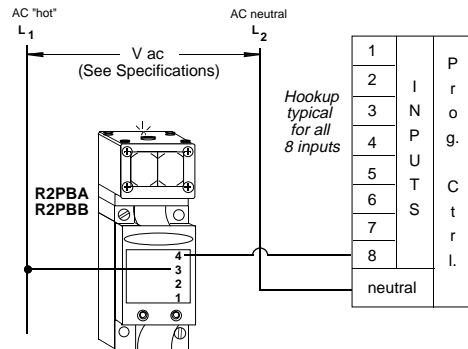 AC "hot"
L1
AC neutral
L2
V ac
(See Specifications)
Hookup
typical
for all
8 inputs
R2PBA
R2PBB
4
3
2
1
1
2
3
4
5
6
7
8
neutral
INPUTS
Prog. Ctrl.